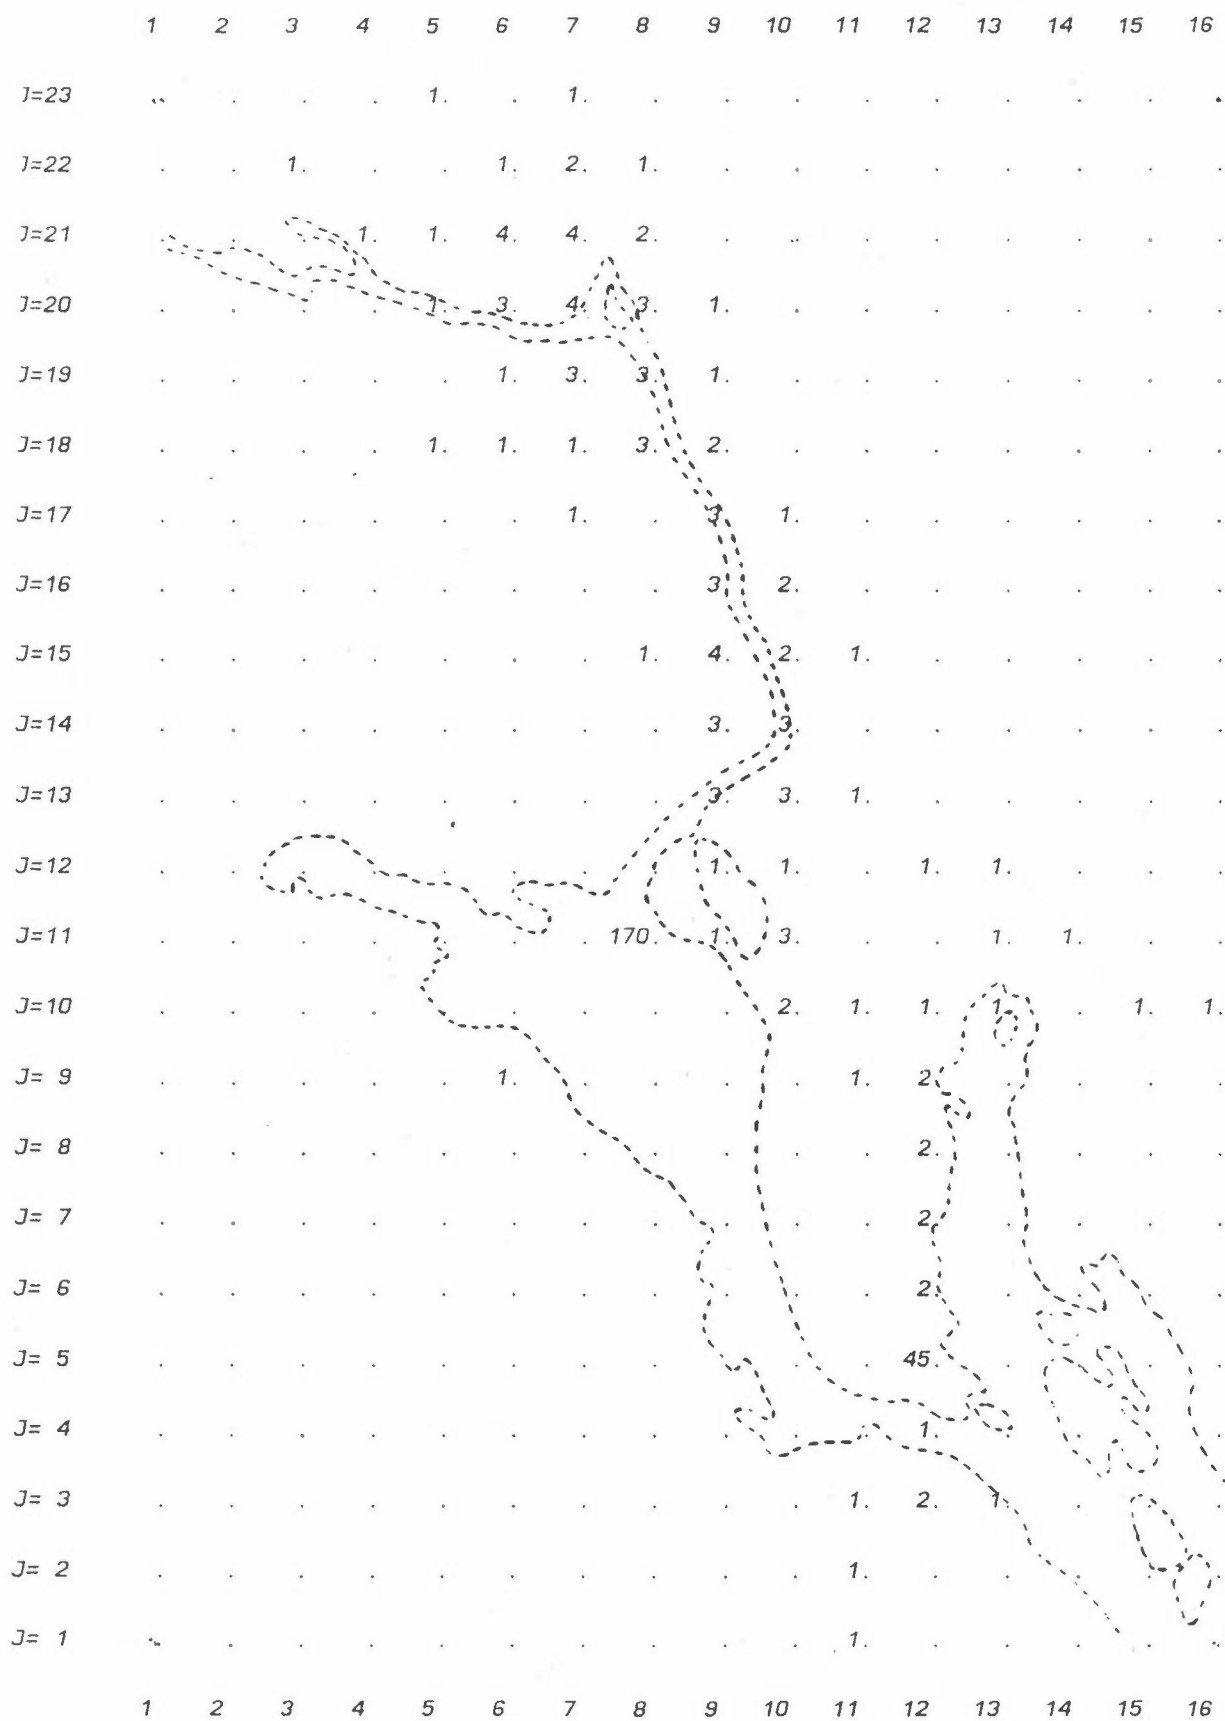 1 2 3 4 5 6 7 8 9 10 11 12 13 14 15 16
J=23 . . . . 1. . 1. . . . . . . . . .
J=22 . . 1. . . 1. 2. 1. . . . . . . . .
J=21 . . . 1. 1. 4. 4. 2. . . . . . . . .
J=20 . . . . 1. 3. 4. 3. 1. . . . . . . .
J=19 . . . . . 1. 3. 3. 1. . . . . . . .
J=18 . . . . 1. 1. 1. 3. 2. . . . . . . .
J=17 . . . . . . 1. . 3. 1. . . . . . .
J=16 . . . . . . . . 3. 2. . . . . . .
J=15 . . . . . . . 1. 4. 2. 1. . . . . .
J=14 . . . . . . . . 3. 3. . . . . . .
J=13 . . . . . . . . 3. 3. 1. . . . . .
J=12 . . . . . . . . 1. 1. . 1. 1. . . .
J=11 . . . . . . . 170. 1. 3. . . 1. 1. . .
J=10 . . . . . . . . . 2. 1. 1. 1. . 1. 1.
J= 9 . . . . . 1. . . . . 1. 2. . . . .
J= 8 . . . . . . . . . . . 2. . . . .
J= 7 . . . . . . . . . . . 2. . . . .
J= 6 . . . . . . . . . . . 2. . . . .
J= 5 . . . . . . . . . . . 45. . . . .
J= 4 . . . . . . . . . . . 1. . . . .
J= 3 . . . . . . . . . . 1. 2. 1. . . .
J= 2 . . . . . . . . . . 1. . . . . .
J= 1 . . . . . . . . . . 1. . . . . .
1 2 3 4 5 6 7 8 9 10 11 12 13 14 15 16